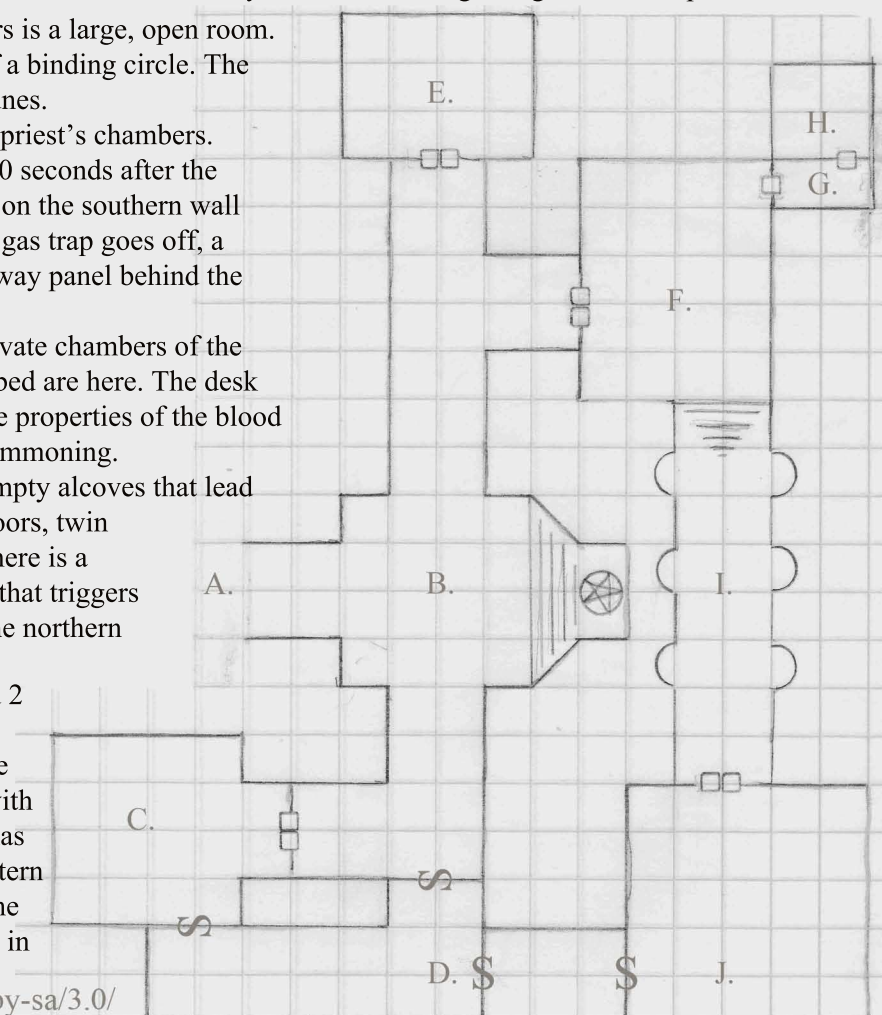 rs is a large, open room.
f a binding circle. The
nes.
priest's chambers.
0 seconds after the
on the southern wall
gas trap goes off, a
way panel behind the
vate chambers of the
bed are here. The desk
e properties of the blood
mmoning.
mpty alcoves that lead
oors, twin
here is a
that triggers
he northern
2
e
with
as
tern
he
in
by-sa/3.0/
E.
H.
G.
F.
A.
B.
I.
C.
S
S
D.
S
S
J.